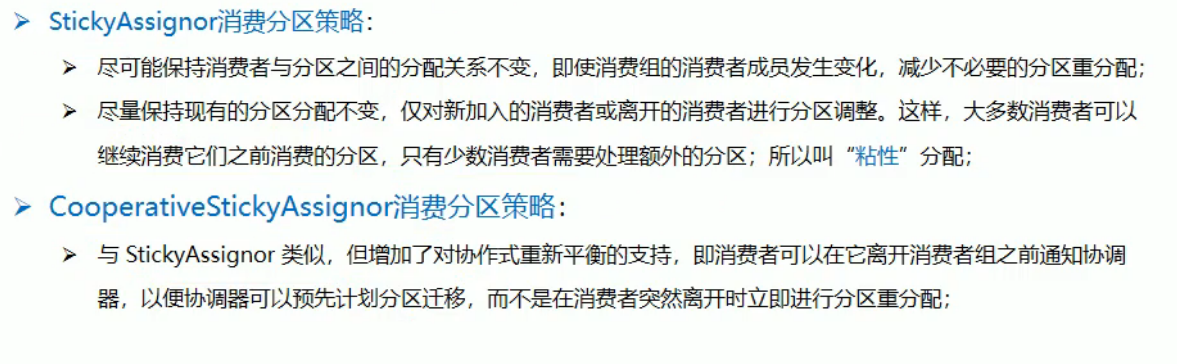 ➢ StickyAssignor消费分区策略：
➢ 尽可能保持消费者与分区之间的分配关系不变，即使消费组的消费者成员发生变化，减少不必要的分区重分配；
➢ 尽量保持现有的分区分配不变，仅对新加入的消费者或离开的消费者进行分区调整。这样，大多数消费者可以
继续消费它们之前消费的分区，只有少数消费者需要处理额外的分区；所以叫“粘性”分配；
➢ CooperativeStickyAssignor消费分区策略：
➢ 与 StickyAssignor 类似，但增加了对协作式重新平衡的支持，即消费者可以在它离开消费者组之前通知协调
器，以便协调器可以预先计划分区迁移，而不是在消费者突然离开时立即进行分区重分配；